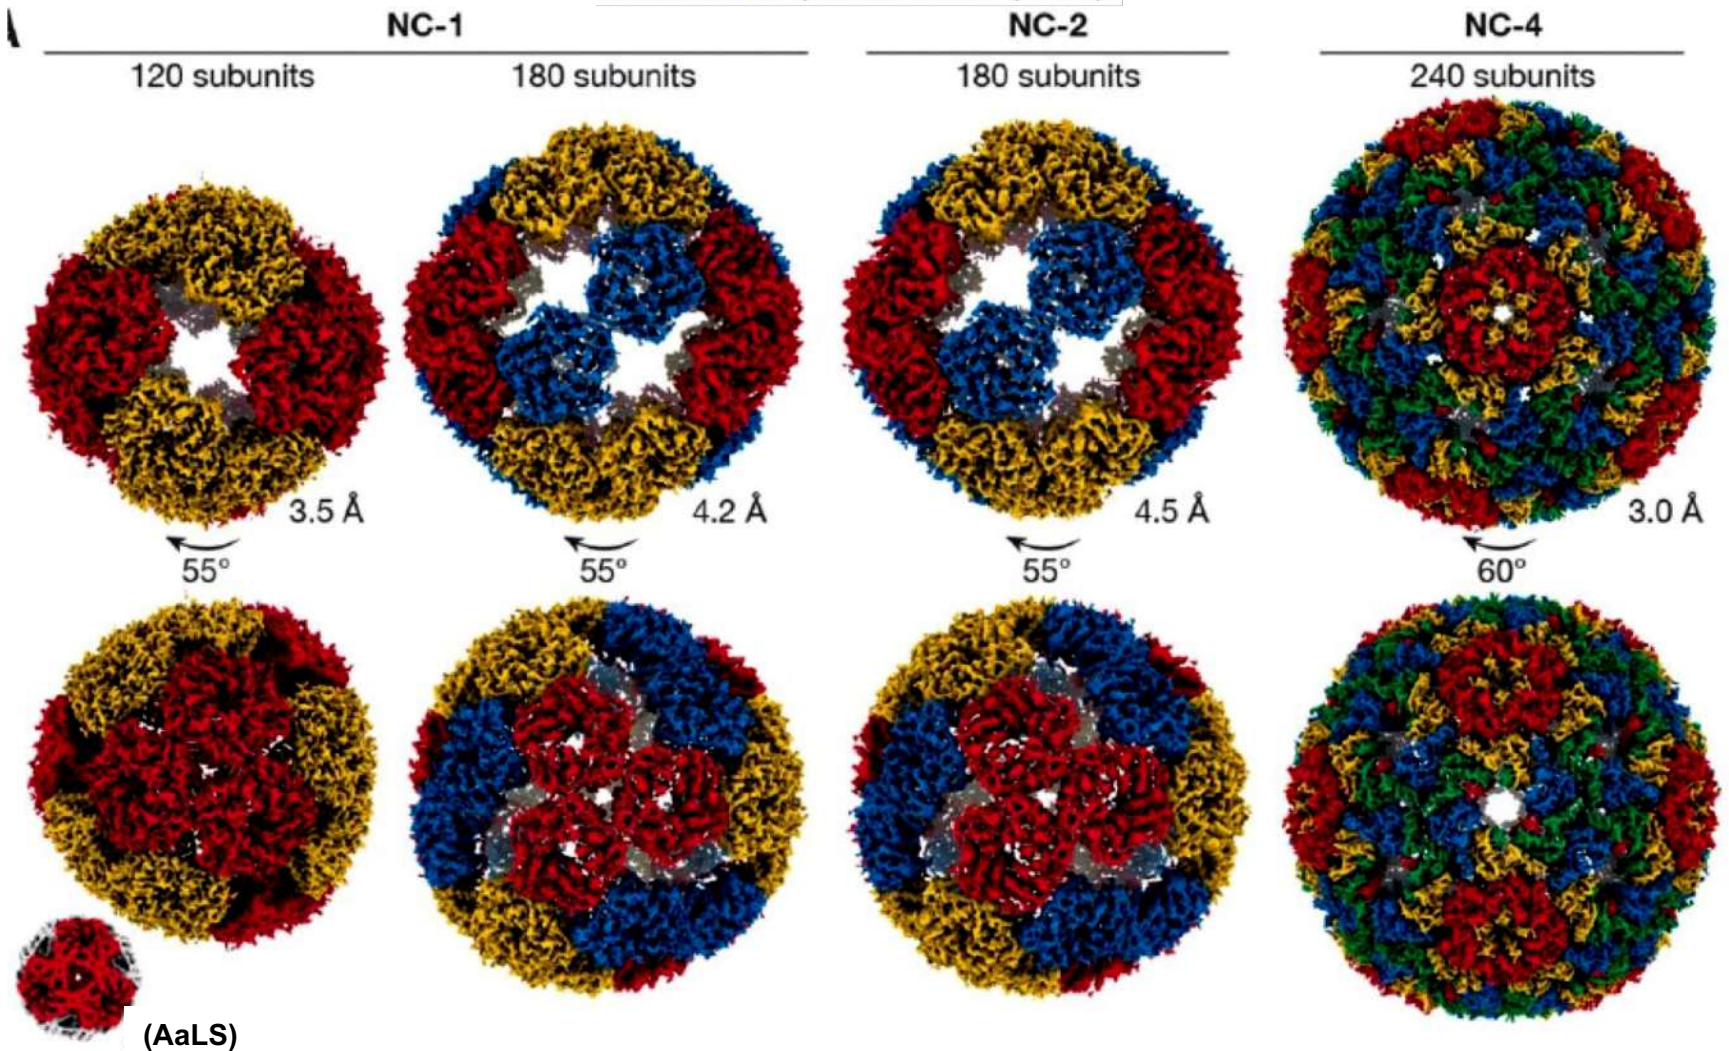 A
NC-1 NC-2 NC-4
120 subunits 180 subunits 180 subunits 240 subunits
3.5 Å 4.2 Å 4.5 Å 3.0 Å
55° 55° 55° 60°
(AaLS)